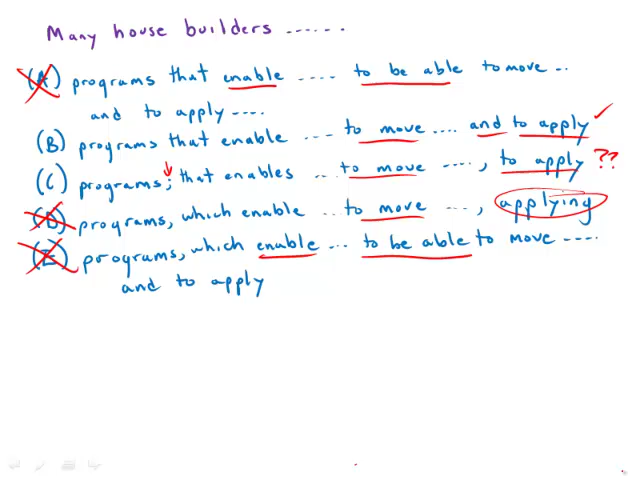 Many house builders ......
(A) programs that enable .... to be able to move ...
and to apply ....
(B) programs that enable ... to move .... and to apply ✓
(C) programs; that enables ... to move ...., to apply ??
(D) programs, which enable ... to move ...., applying
(E) programs, which enable ... to be able to move ....
and to apply